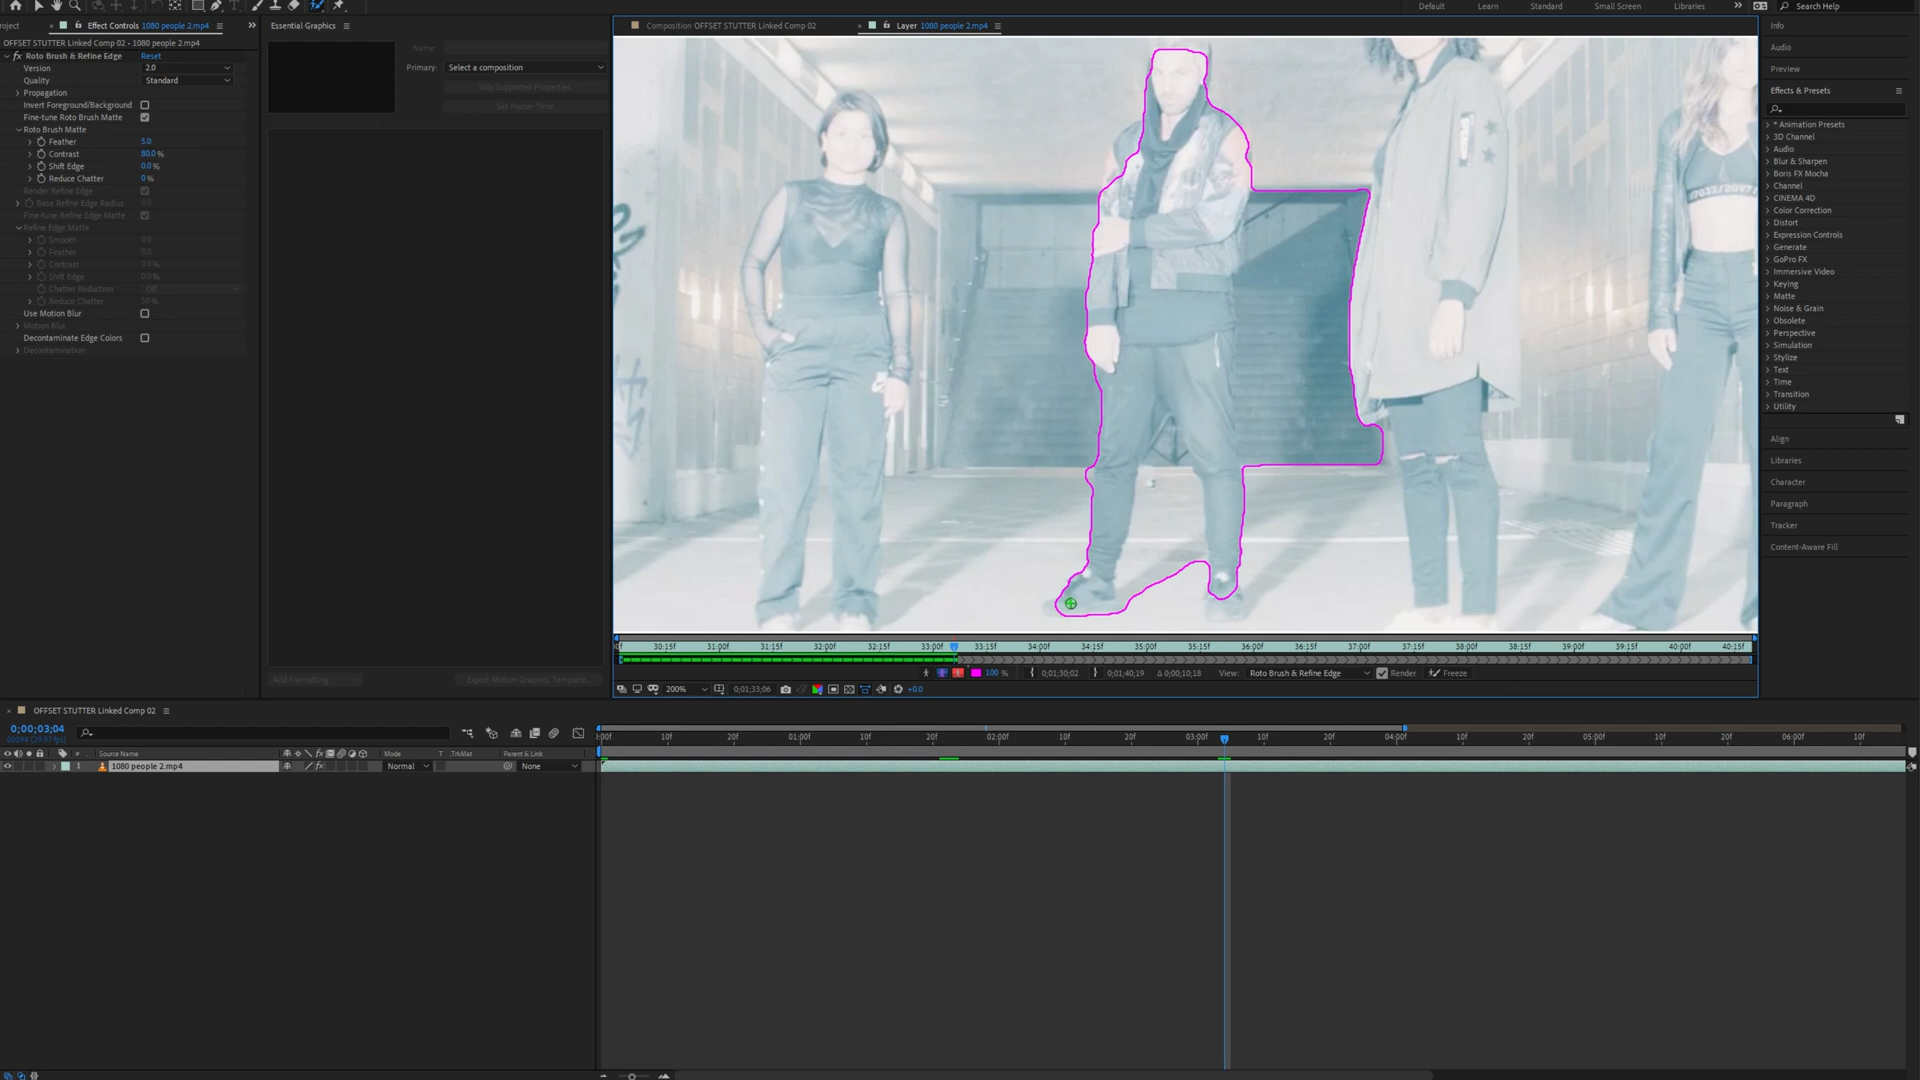 Default
Learn
Standard
Small Screen
Libraries
Search Help
roject
Effect Controls 1080 people 2.mp4
Essential Graphics
Composition OFFSET STUTTER Linked Comp 02
Layer 1080 people 2.mp4
OFFSET STUTTER Linked Comp 02 - 1080 people 2.mp4
Roto Brush & Refine Edge Reset
Version 2.0
Quality Standard
Propagation
Invert Foreground/Background
Fine-tune Roto Brush Matte
Roto Brush Matte
Feather 5.0
Contrast 80.0 %
Shift Edge 0.0 %
Reduce Chatter 0 %
Render Refine Edge
Base Refine Edge Radius 0.0
Fine-tune Refine Edge Matte
Refine Edge Matte
Smooth 0.0
Feather 0.0
Contrast 0.0 %
Shift Edge 0.0 %
Chatter Reduction Off
Reduce Chatter 50 %
Use Motion Blur
Motion Blur
Decontaminate Edge Colors
Decontamination
Name:
Primary: Select a composition
Solo Supported Properties
Set Poster Time
Add Formatting
Export Motion Graphics Template...
Info
Audio
Preview
Effects & Presets
* Animation Presets
3D Channel
Audio
Blur & Sharpen
Boris FX Mocha
Channel
CINEMA 4D
Color Correction
Distort
Expression Controls
Generate
GoPro FX
Immersive Video
Keying
Matte
Noise & Grain
Obsolete
Perspective
Simulation
Stylize
Text
Time
Transition
Utility
Align
Libraries
Character
Paragraph
Tracker
Content-Aware Fill
30:15f 31:00f 31:15f 32:00f 32:15f 33:00f 33:15f 34:00f 34:15f 35:00f 35:15f 36:00f 36:15f 37:00f 37:15f 38:00f 38:15f 39:00f 39:15f 40:00f 40:15f
100 % 0;01;30;02 0;01;40;19 Δ 0;00;10;18 View: Roto Brush & Refine Edge Render Freeze
200% 0;01;33;06 +0.0
OFFSET STUTTER Linked Comp 02
0;00;03;04
00094 (29.97 fps)
# Source Name Mode T .TrkMat Parent & Link
1 1080 people 2.mp4 Normal None
:00f 10f 20f 01:00f 10f 20f 02:00f 10f 20f 03:00f 10f 20f 04:00f 10f 20f 05:00f 10f 20f 06:00f 10f